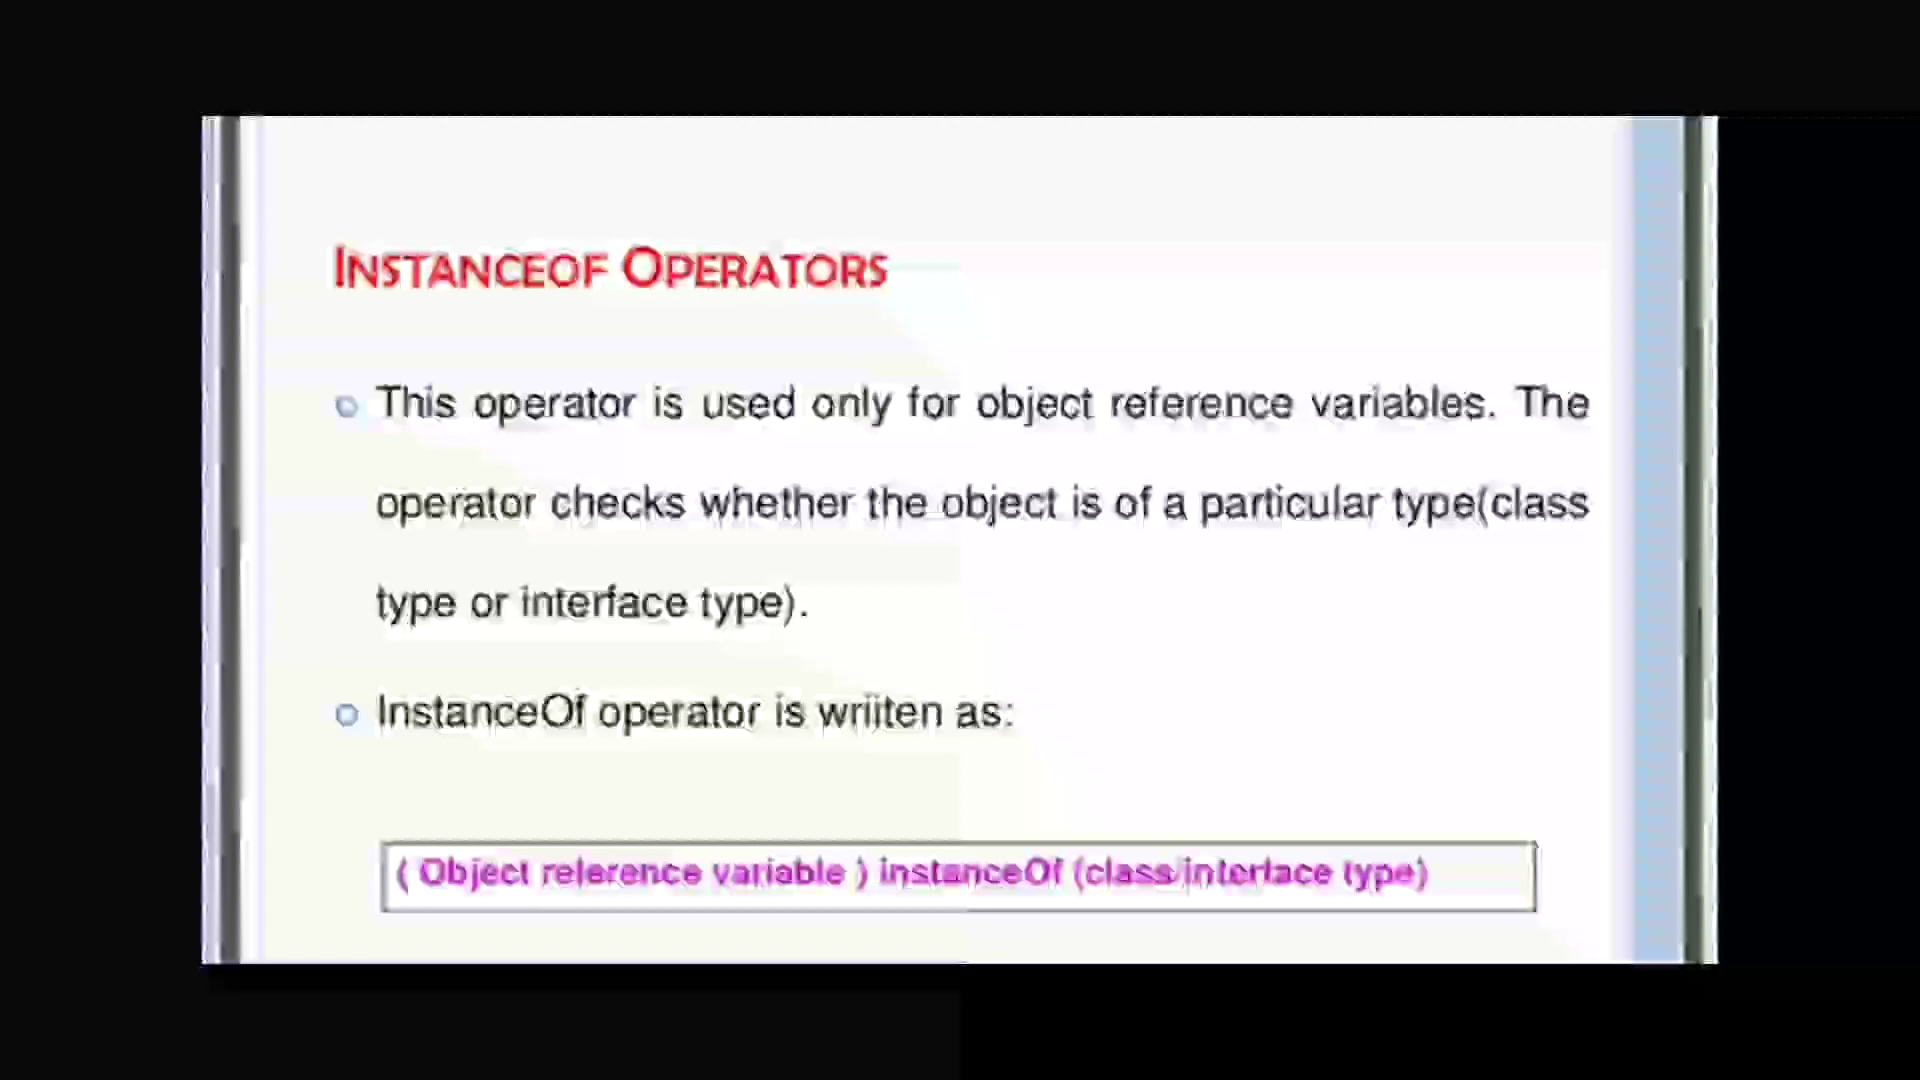 INSTANCEOF OPERATORS
This operator is used only for object reference variables. The
operator checks whether the object is of a particular type(class
type or interface type).
InstanceOf operator is wriiten as:
( Object reference variable ) instanceOf (class/interface type)